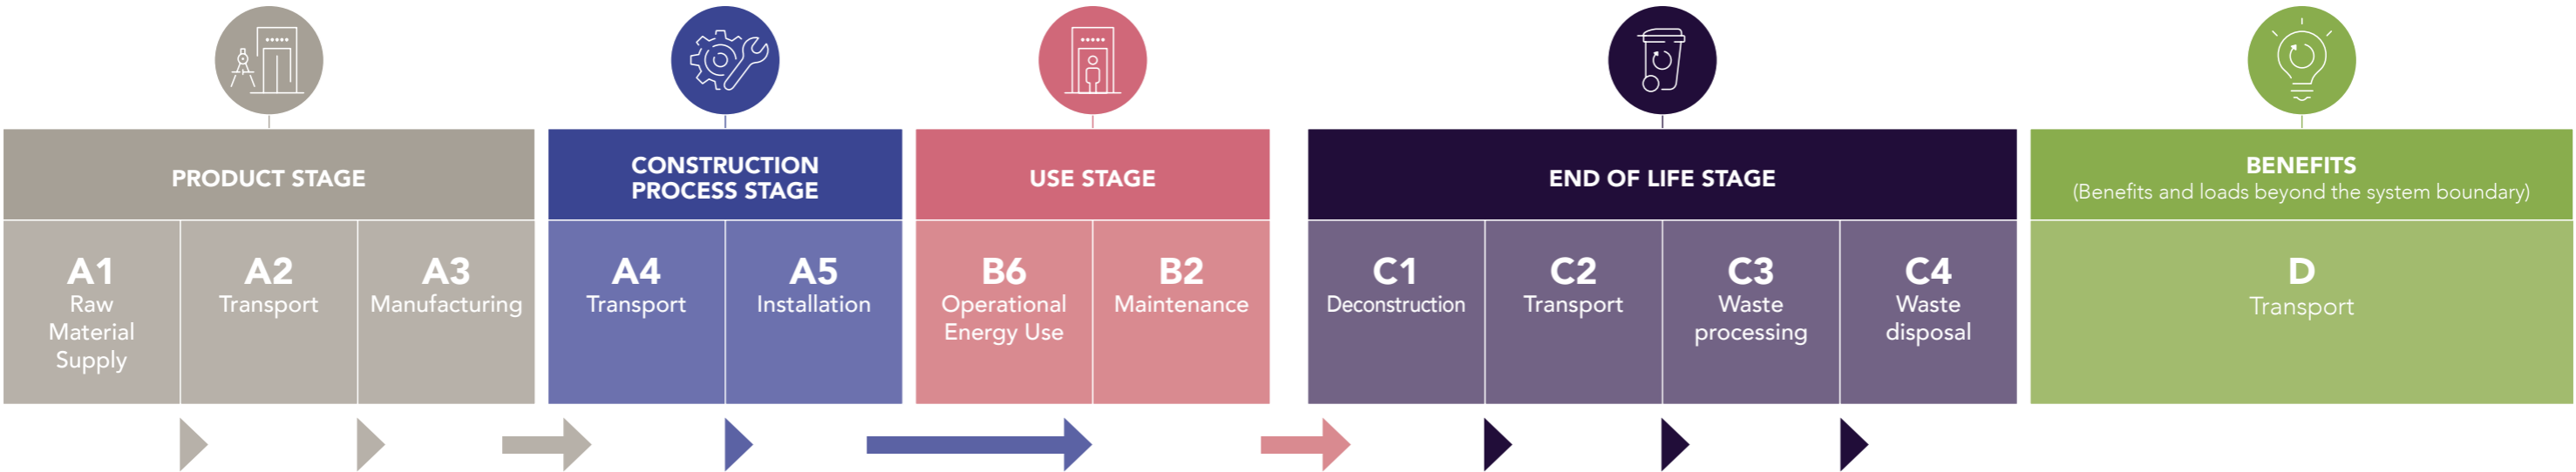 PRODUCT STAGE
CONSTRUCTION
PROCESS STAGE
USE STAGE
END OF LIFE STAGE
BENEFITS
(Benefits and loads beyond the system boundary)
A1
Raw
Material
Supply
A2
Transport
A3
Manufacturing
A4
Transport
A5
Installation
B6
Operational
Energy Use
B2
Maintenance
C1
Deconstruction
C2
Transport
C3
Waste
processing
C4
Waste
disposal
D
Transport